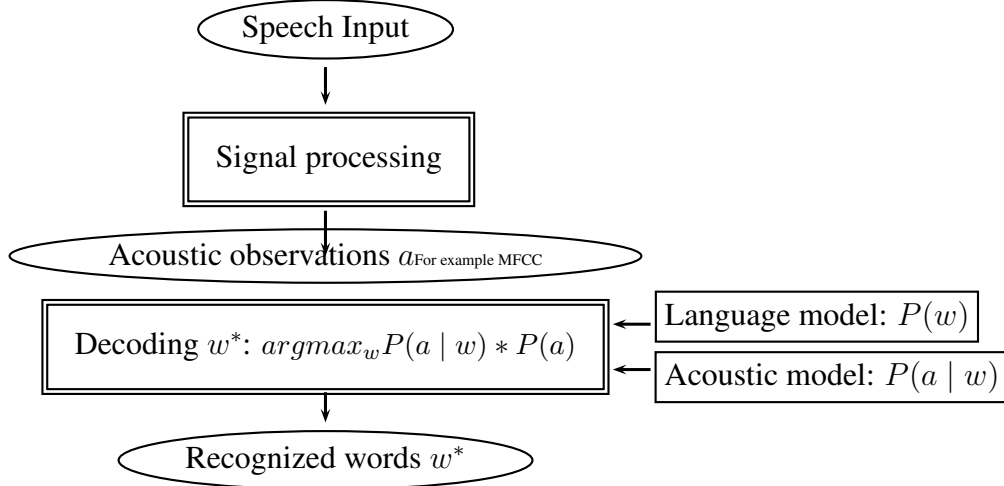 Speech Input
Signal processing
Acoustic observations a For example MFCC
Language model: P(w)
Decoding w*: argmax_w P(a | w) * P(a)
Acoustic model: P(a | w)
Recognized words w*